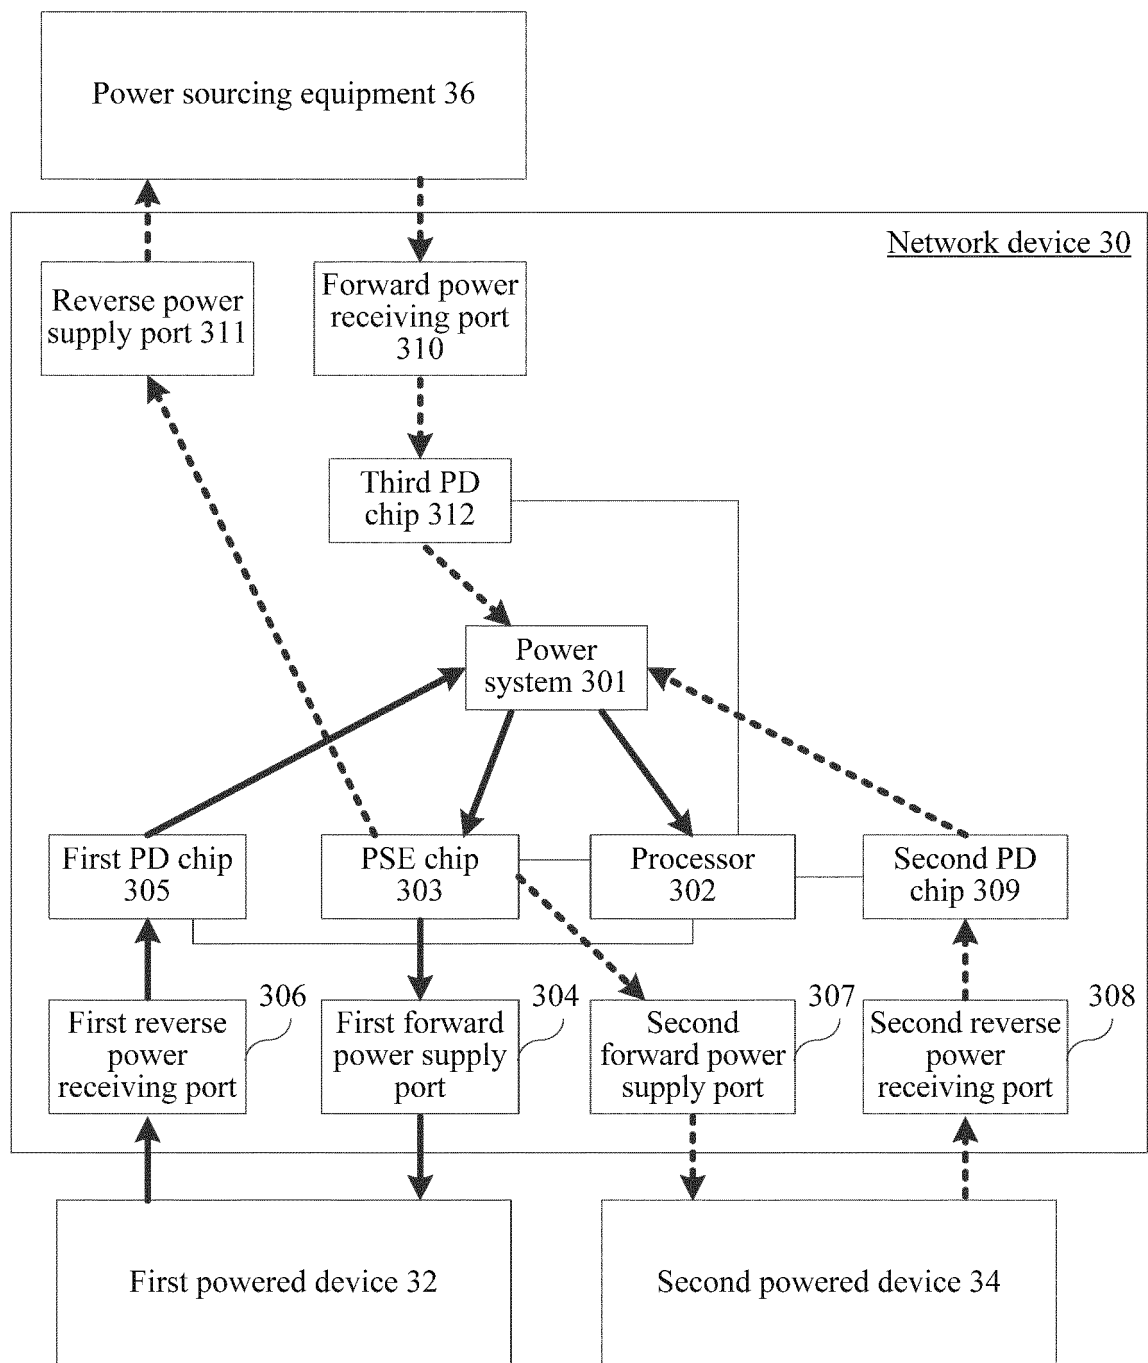 Power sourcing equipment 36
Network device 30
Reverse power
supply port 311
Forward power
receiving port
310
Third PD
chip 312
Power
system 301
First PD chip
305
PSE chip
303
Processor
302
Second PD
chip 309
306
304
307
308
First reverse
power
receiving port
First forward
power supply
port
Second
forward power
supply port
Second reverse
power
receiving port
First powered device 32
Second powered device 34